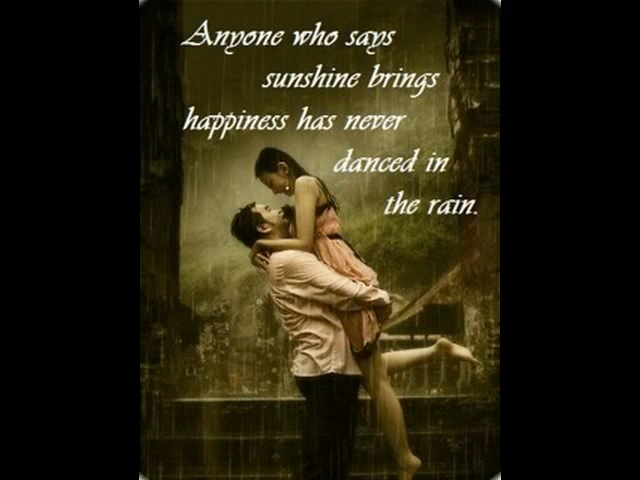 Anyone who says
sunshine brings
happiness has never
danced in
the rain.